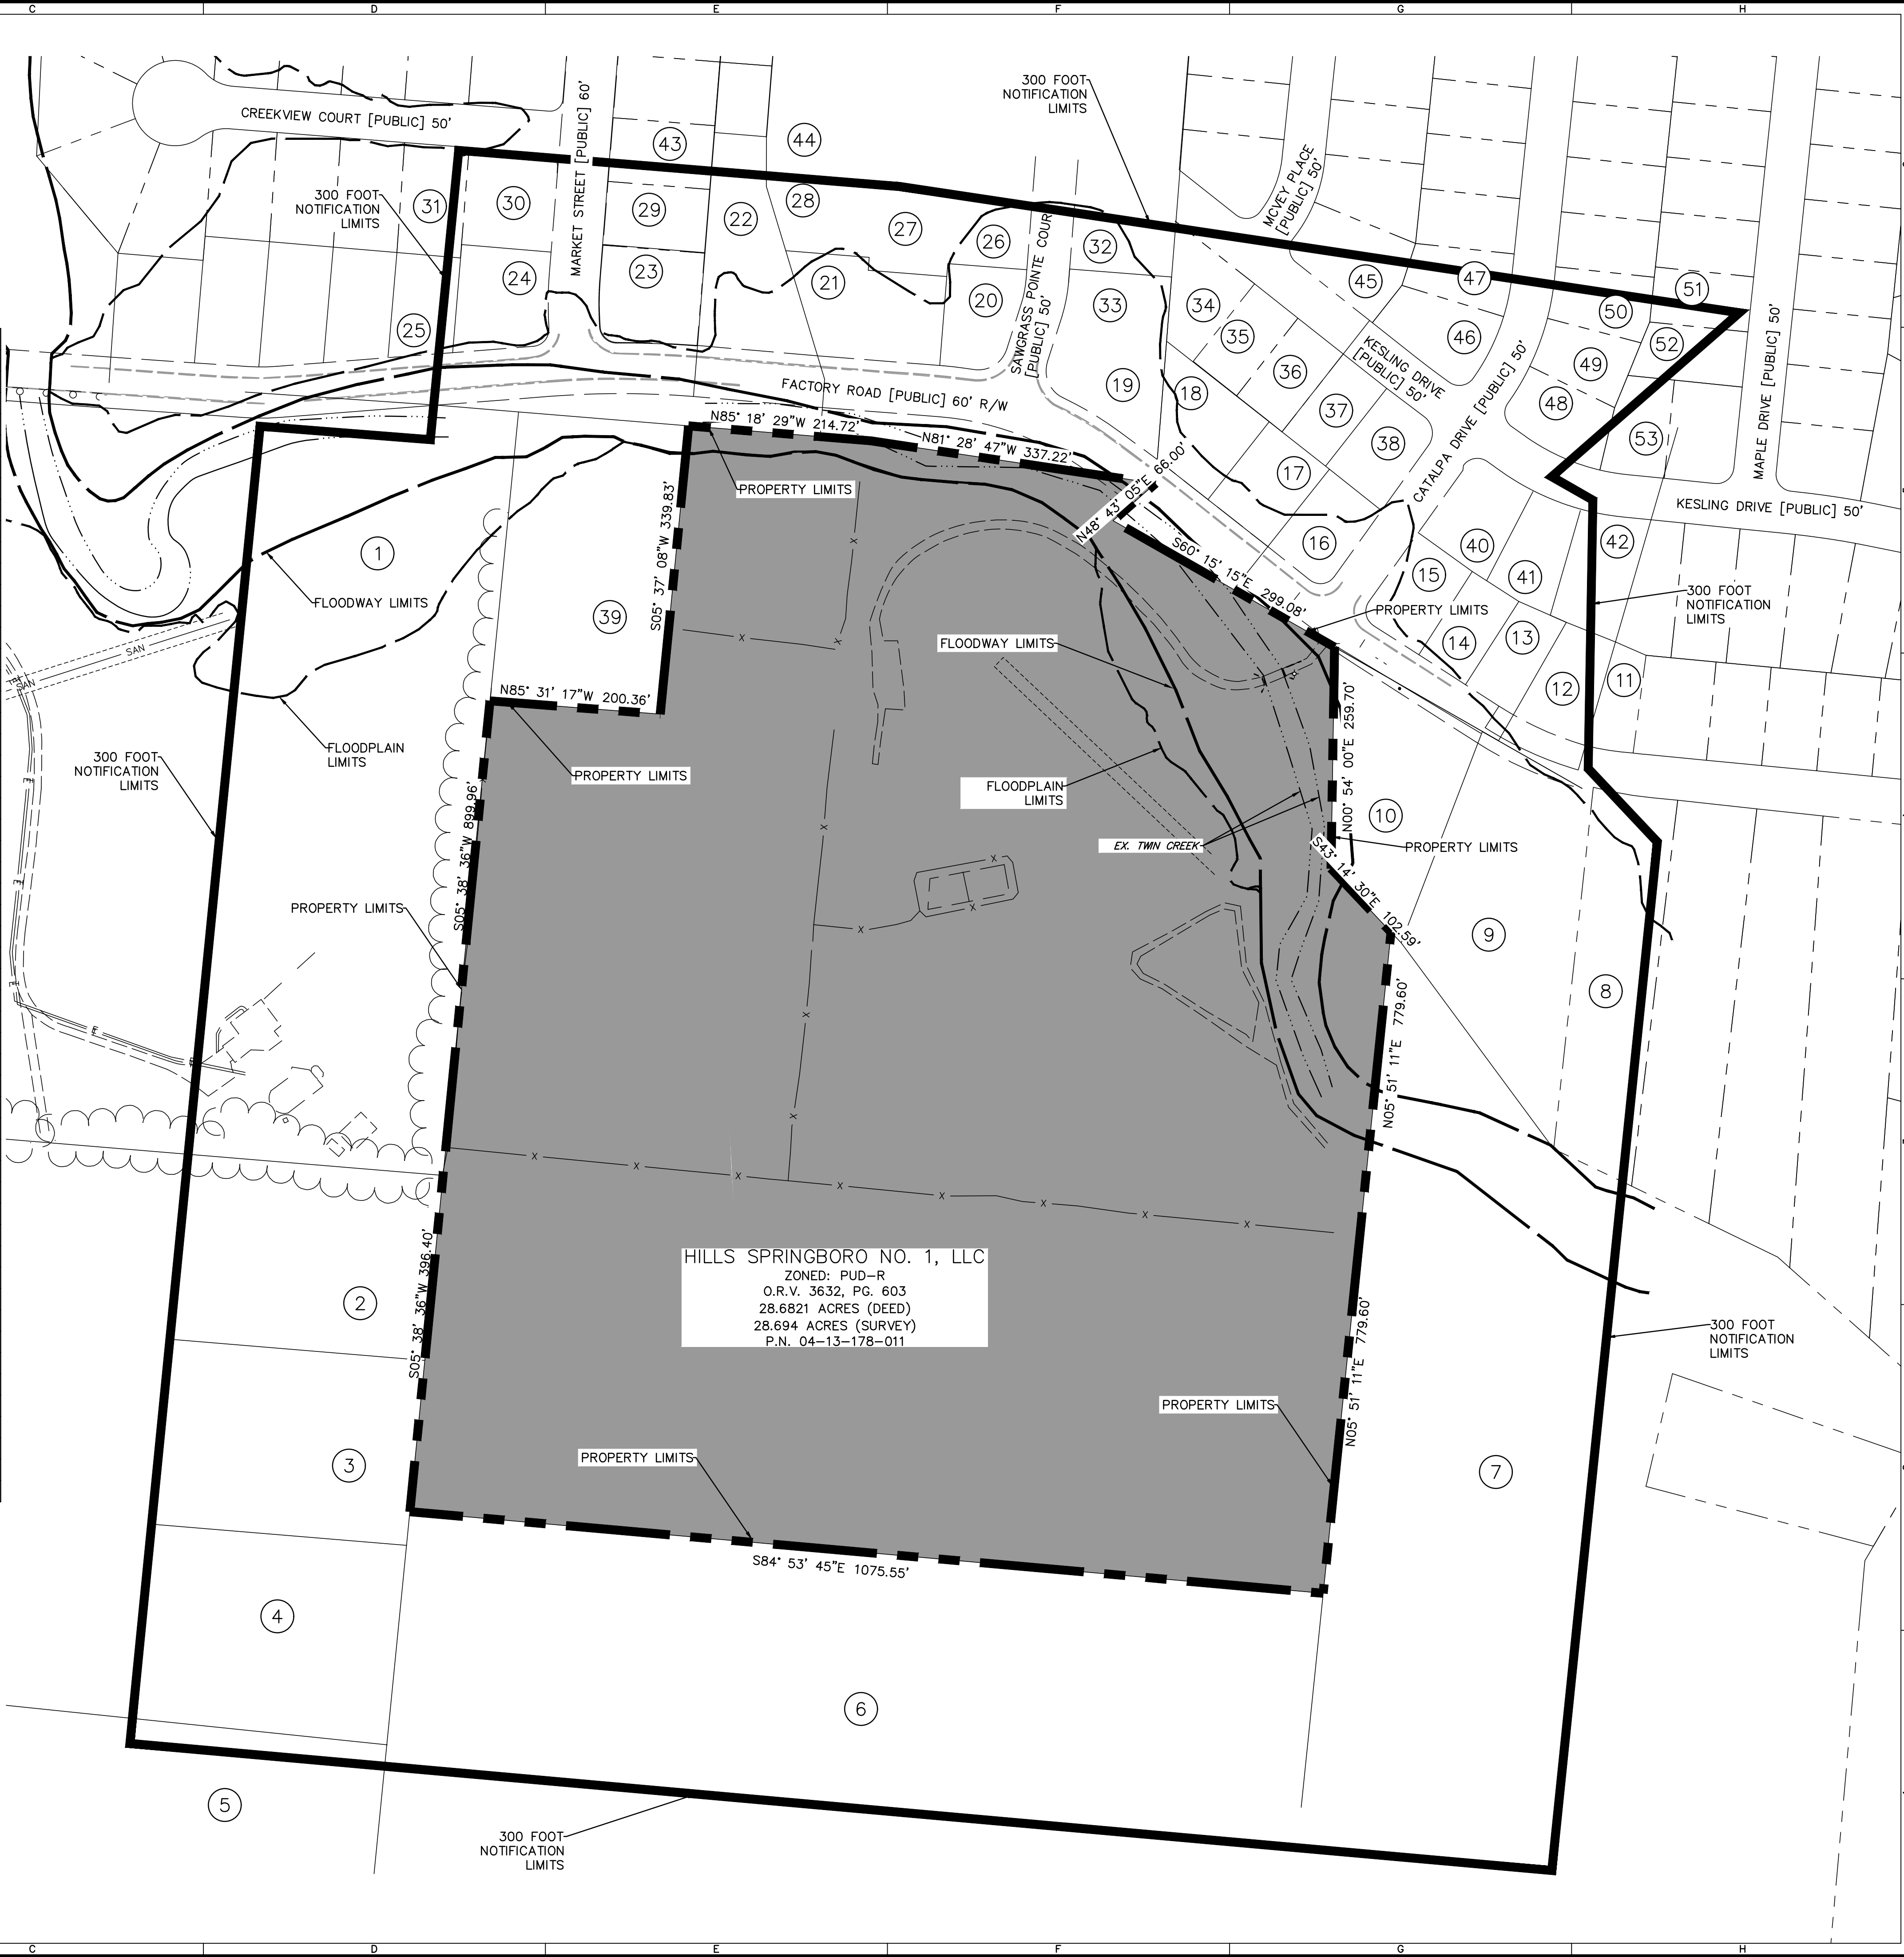 C
D
E
F
G
H
300 FOOT
NOTIFICATION
LIMITS
CREEKVIEW COURT [PUBLIC] 50'
MARKET STREET [PUBLIC] 60'
43
44
MCVEY PLACE
[PUBLIC] 50'
300 FOOT
NOTIFICATION
LIMITS
31
30
29
22
28
27
26
32
SAWGRASS POINTE COURT
[PUBLIC] 50'
24
23
21
20
33
34
45
47
51
50
25
35
46
52
49
19
18
36
KESLING DRIVE
[PUBLIC] 50'
CATALPA DRIVE [PUBLIC] 50'
MAPLE DRIVE [PUBLIC] 50'
FACTORY ROAD [PUBLIC] 60' R/W
37
48
38
53
N85° 18' 29"W 214.72'
N81° 28' 47"W 337.22'
17
N48° 43' 05"E 66.00'
PROPERTY LIMITS
KESLING DRIVE [PUBLIC] 50'
S05° 37' 08"W 339.83'
16
40
42
1
S60° 15' 15"E 299.08'
15
41
FLOODWAY LIMITS
39
PROPERTY LIMITS
300 FOOT
NOTIFICATION
LIMITS
FLOODWAY LIMITS
14
13
SAN
SAN
12
11
N85° 31' 17"W 200.36'
N00° 54' 00"E 259.70'
FLOODPLAIN
LIMITS
300 FOOT
NOTIFICATION
LIMITS
PROPERTY LIMITS
FLOODPLAIN
LIMITS
10
EX. TWIN CREEK
PROPERTY LIMITS
S05° 38' 36"W 899.96'
S43° 14' 30"E 102.59'
PROPERTY LIMITS
9
8
N05° 51' 11"E 779.60'
E
E
E
E
E
HILLS SPRINGBORO NO. 1, LLC
ZONED: PUD-R
O.R.V. 3632, PG. 603
28.6821 ACRES (DEED)
28.694 ACRES (SURVEY)
P.N. 04-13-178-011
S05° 38' 36"W 396.40'
2
N05° 51' 11"E 779.60'
300 FOOT
NOTIFICATION
LIMITS
PROPERTY LIMITS
PROPERTY LIMITS
3
7
S84° 53' 45"E 1075.55'
4
6
5
300 FOOT
NOTIFICATION
LIMITS
C
D
E
F
G
H